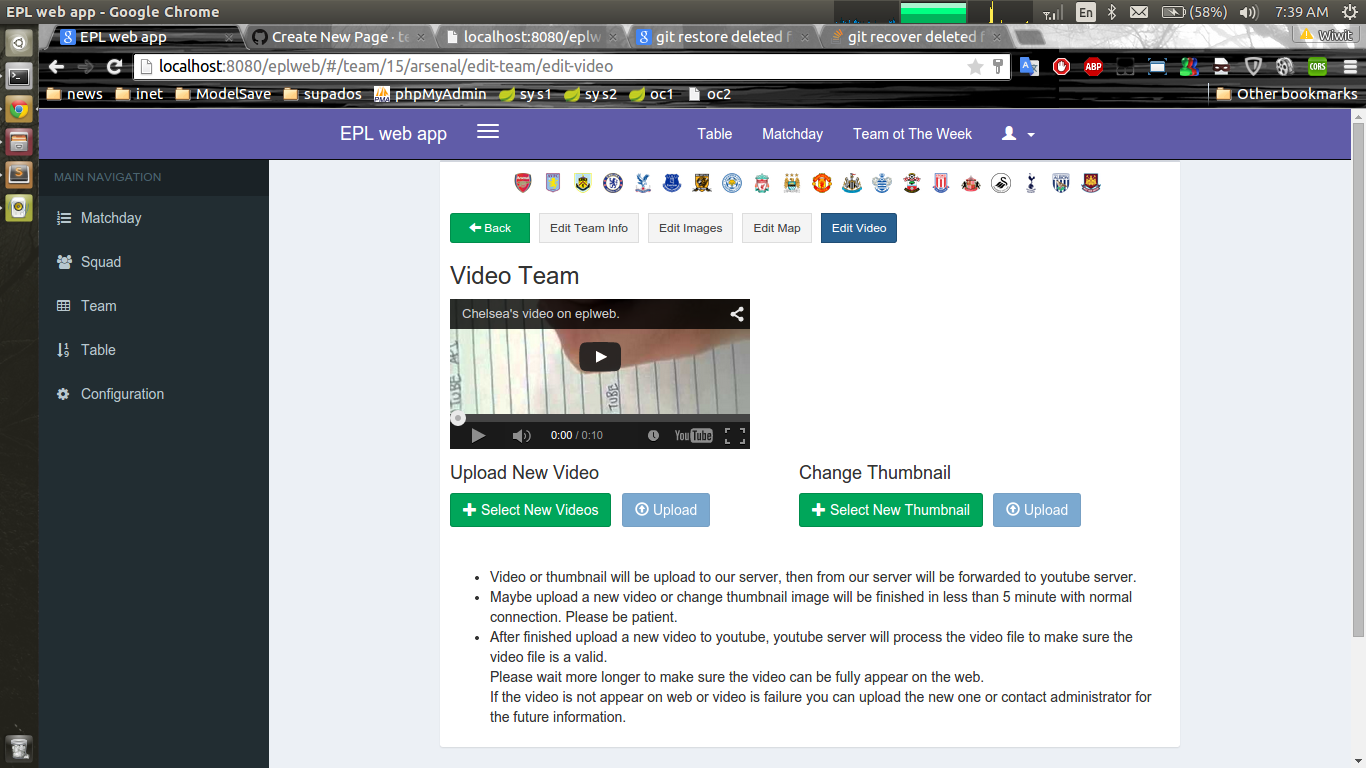 EPL web app - Google Chrome
En
(58%)
7:39 AM
EPL web app
Create New Page · te
localhost:8080/eplw
git restore deleted f
git recover deleted f
Wiwit
localhost:8080/eplweb/#/team/15/arsenal/edit-team/edit-video
ABP
CORS
news
inet
ModelSave
supados
phpMyAdmin
sys1
sys2
oc1
oc2
Other bookmarks
EPL web app
Table
Matchday
Team ot The Week
MAIN NAVIGATION
Matchday
Squad
Team
Table
Configuration
Back
Edit Team Info
Edit Images
Edit Map
Edit Video
Video Team
Chelsea's video on eplweb.
TUBE
0:00 / 0:10
YouTube
Upload New Video
Change Thumbnail
Select New Videos
Upload
Select New Thumbnail
Upload
Video or thumbnail will be upload to our server, then from our server will be forwarded to youtube server.
Maybe upload a new video or change thumbnail image will be finished in less than 5 minute with normal
connection. Please be patient.
After finished upload a new video to youtube, youtube server will process the video file to make sure the
video file is a valid.
Please wait more longer to make sure the video can be fully appear on the web.
If the video is not appear on web or video is failure you can upload the new one or contact administrator for
the future information.